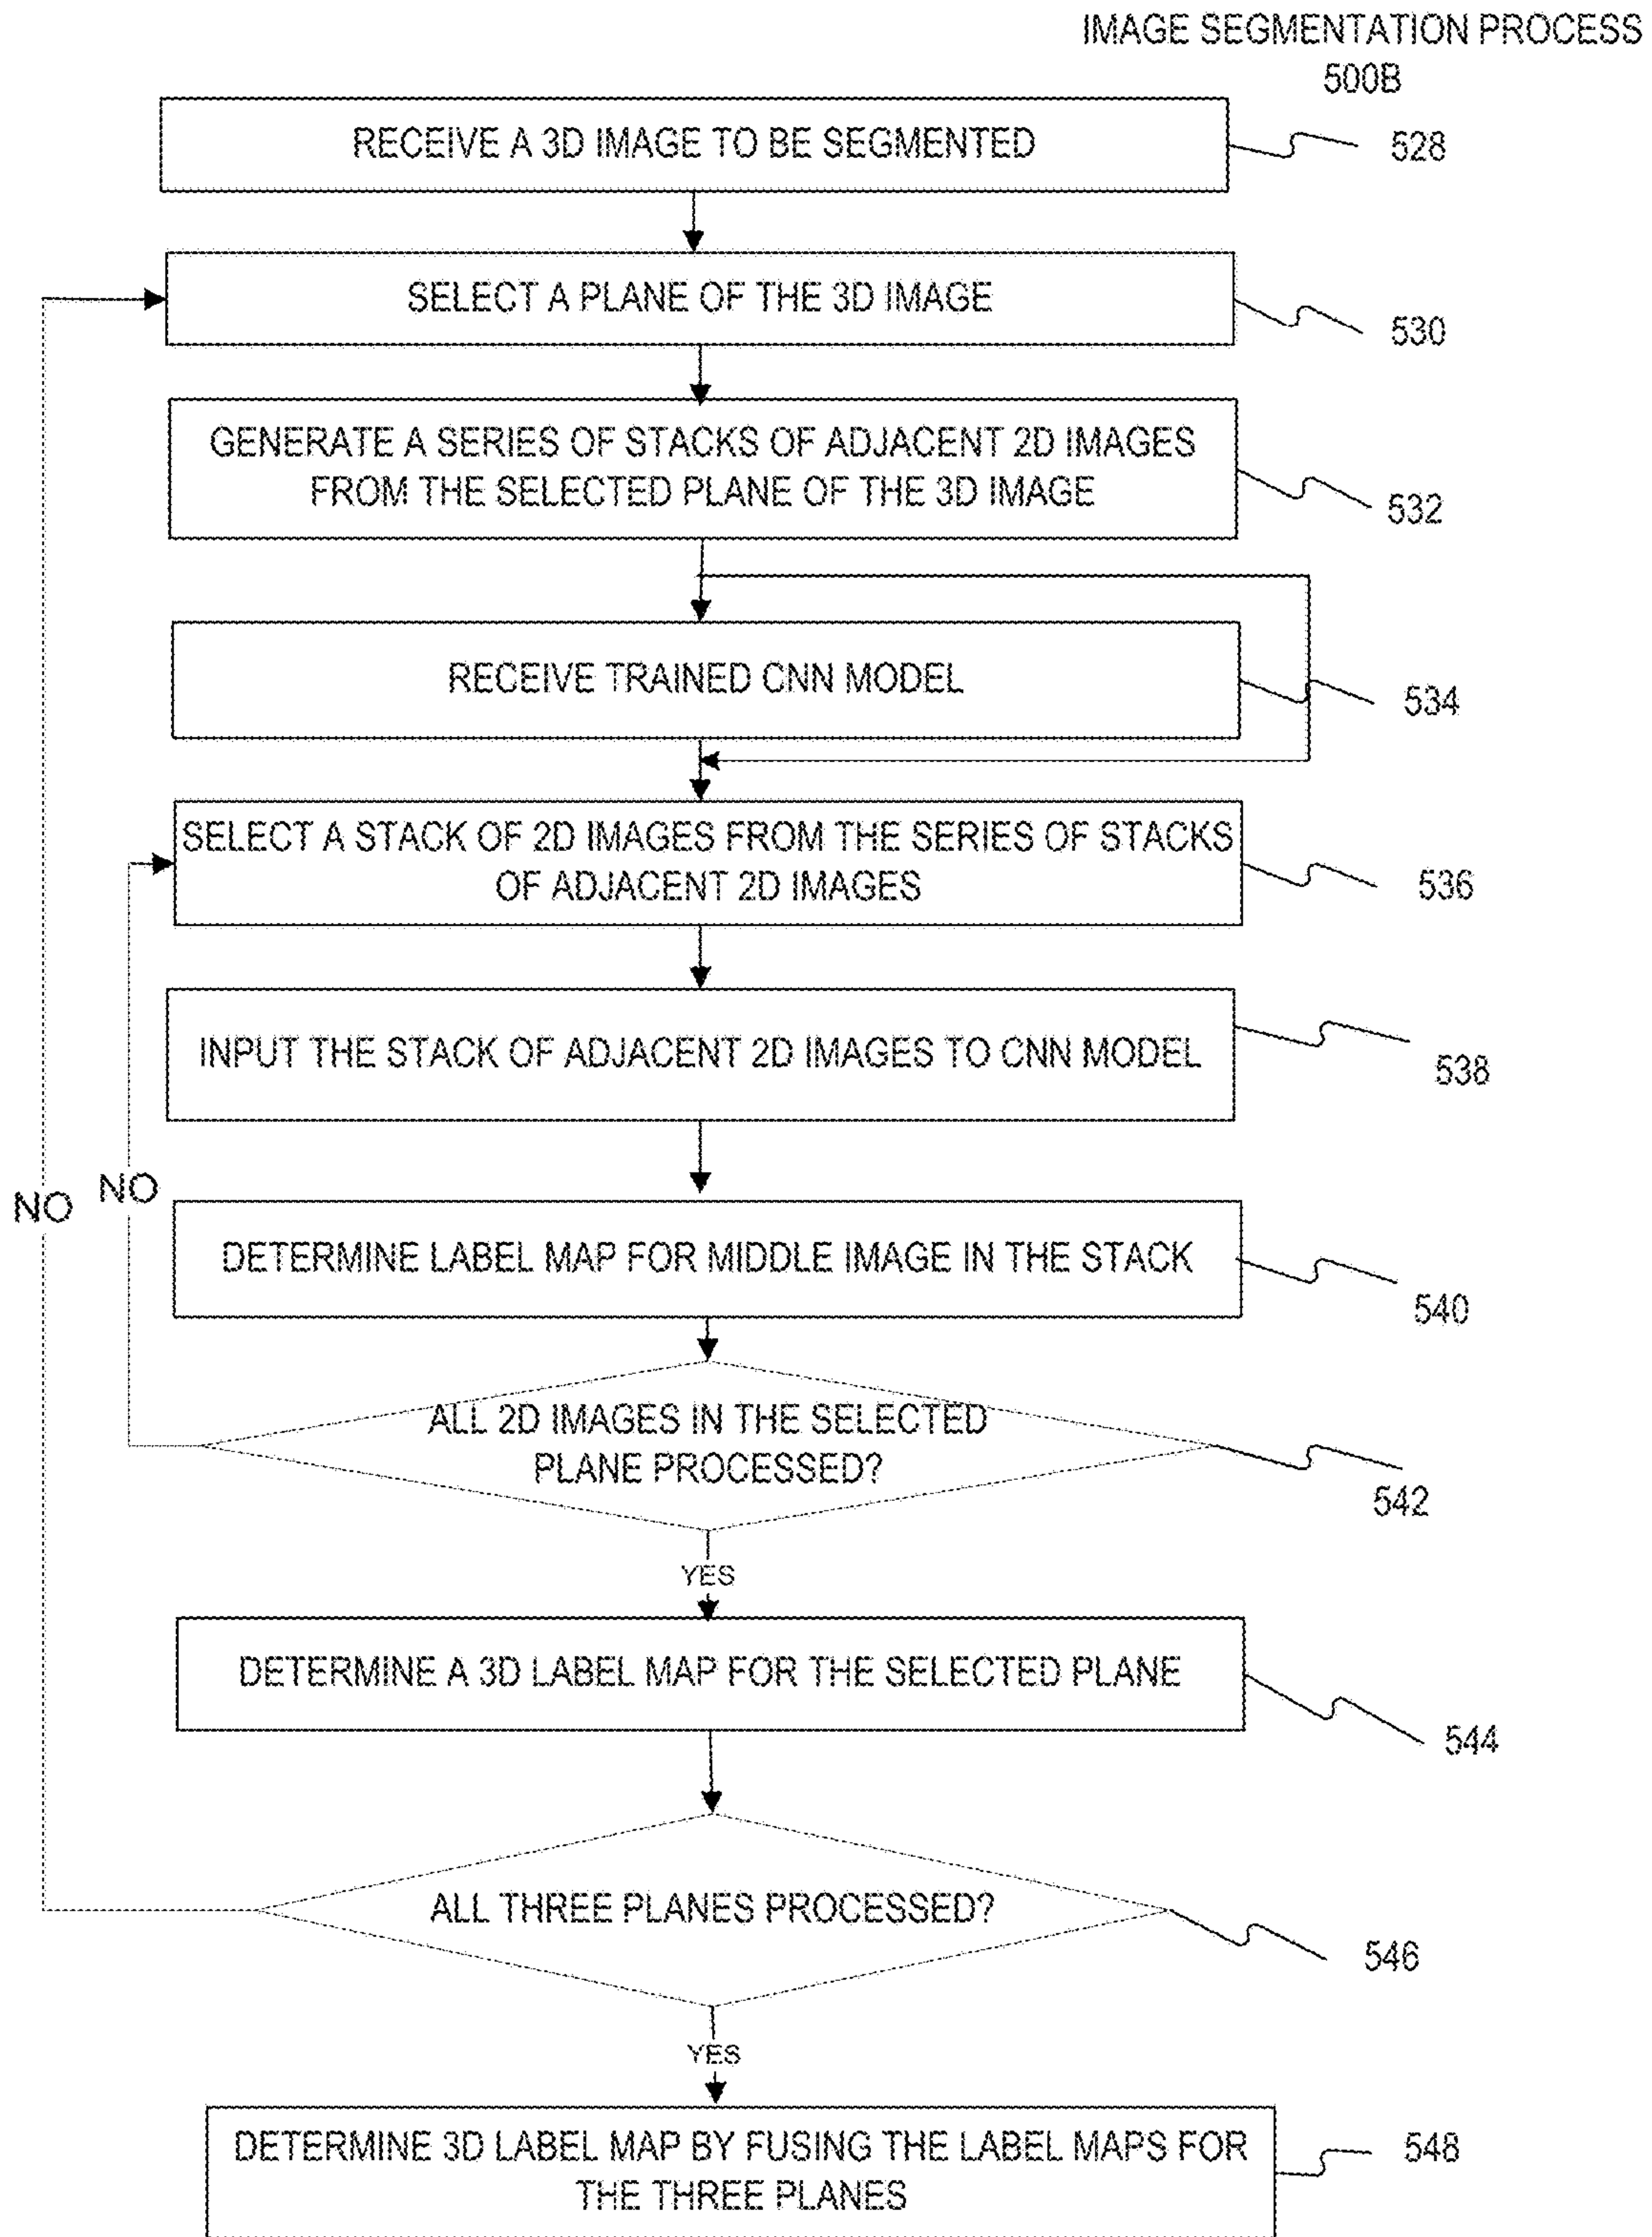 IMAGE SEGMENTATION PROCESS
500B
RECEIVE A 3D IMAGE TO BE SEGMENTED
528
SELECT A PLANE OF THE 3D IMAGE
530
GENERATE A SERIES OF STACKS OF ADJACENT 2D IMAGES
FROM THE SELECTED PLANE OF THE 3D IMAGE
532
RECEIVE TRAINED CNN MODEL
534
SELECT A STACK OF 2D IMAGES FROM THE SERIES OF STACKS
OF ADJACENT 2D IMAGES
536
INPUT THE STACK OF ADJACENT 2D IMAGES TO CNN MODEL
538
NO
NO
DETERMINE LABEL MAP FOR MIDDLE IMAGE IN THE STACK
540
ALL 2D IMAGES IN THE SELECTED
PLANE PROCESSED?
542
YES
DETERMINE A 3D LABEL MAP FOR THE SELECTED PLANE
544
ALL THREE PLANES PROCESSED?
546
YES
DETERMINE 3D LABEL MAP BY FUSING THE LABEL MAPS FOR
THE THREE PLANES
548